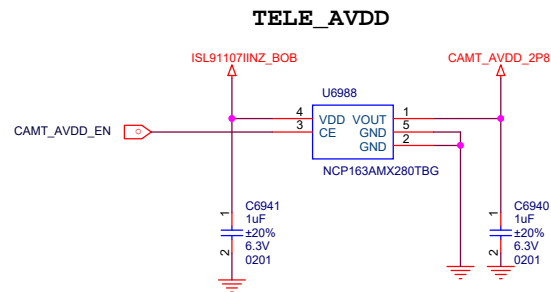 TELE_AVDD
ISL91107IINZ_BOB
CAMT_AVDD_2P8
U6988
4 VDD VOUT 1
3 CE GND 5
GND 2
CAMT_AVDD_EN
NCP163AMX280TBG
1 C6941
1uF
±20%
6.3V
2 0201
1 C6940
1uF
±20%
6.3V
2 0201